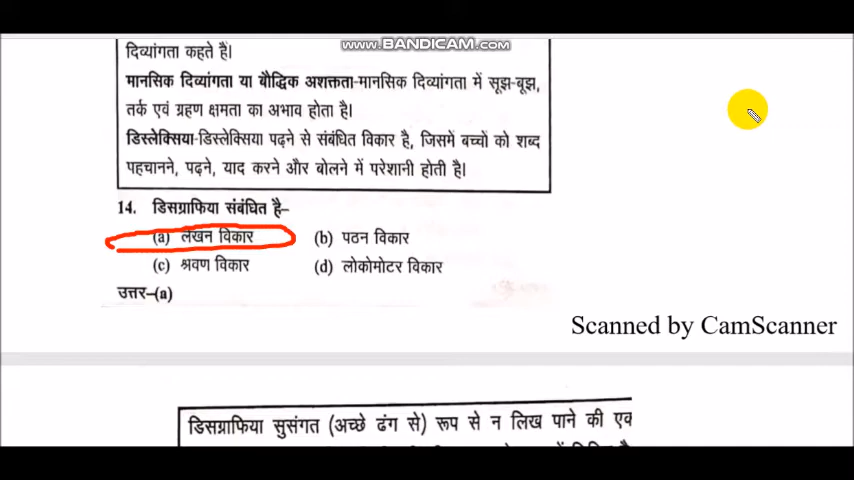 WWW.BANDICAM.COM
दिव्यांगता कहते हैं।
मानसिक दिव्यांगता या बौद्धिक अशक्तता-मानसिक दिव्यांगता में सूझ-बूझ,
तर्क एवं ग्रहण क्षमता का अभाव होता है।
डिस्लेक्सिया-डिस्लेक्सिया पढ़ने से संबंधित विकार है, जिसमें बच्चों को शब्द
पहचानने, पढ़ने, याद करने और बोलने में परेशानी होती है।
14. डिसग्राफिया संबंधित है–
(a) लेखन विकार (b) पठन विकार
(c) श्रवण विकार (d) लोकोमोटर विकार
उत्तर–(a)
Scanned by CamScanner
डिसग्राफिया सुसंगत (अच्छे ढंग से) रूप से न लिख पाने की एक